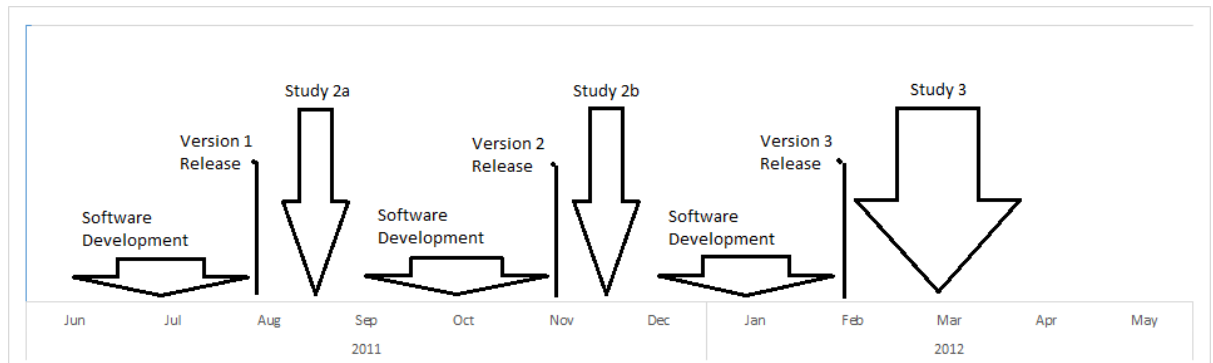 Study 2a
Study 2b
Study 3
Version 1
Release
Version 2
Release
Version 3
Release
Software
Development
Software
Development
Software
Development
Jun Jul Aug Sep Oct Nov Dec Jan Feb Mar Apr May
2011 2012